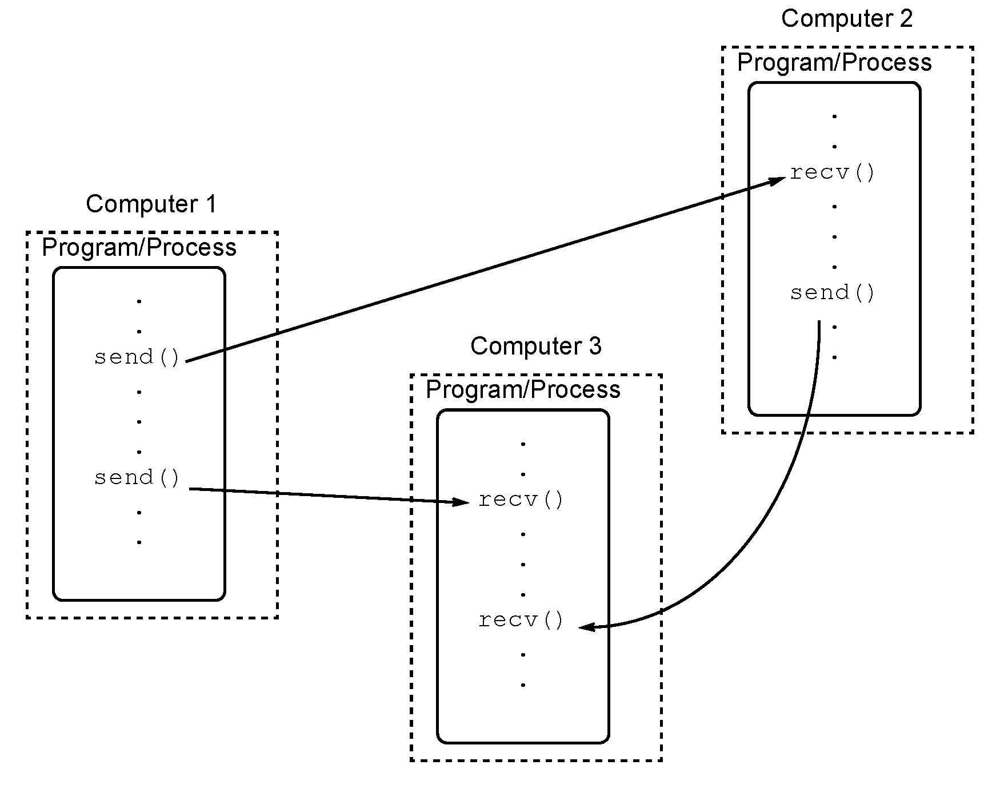 Computer 2
Program/Process
.
.
recv()
.
.
.
send()
.
.
Computer 1
Program/Process
.
.
send()
.
.
.
send()
.
.
Computer 3
Program/Process
.
.
recv()
.
.
.
recv()
.
.